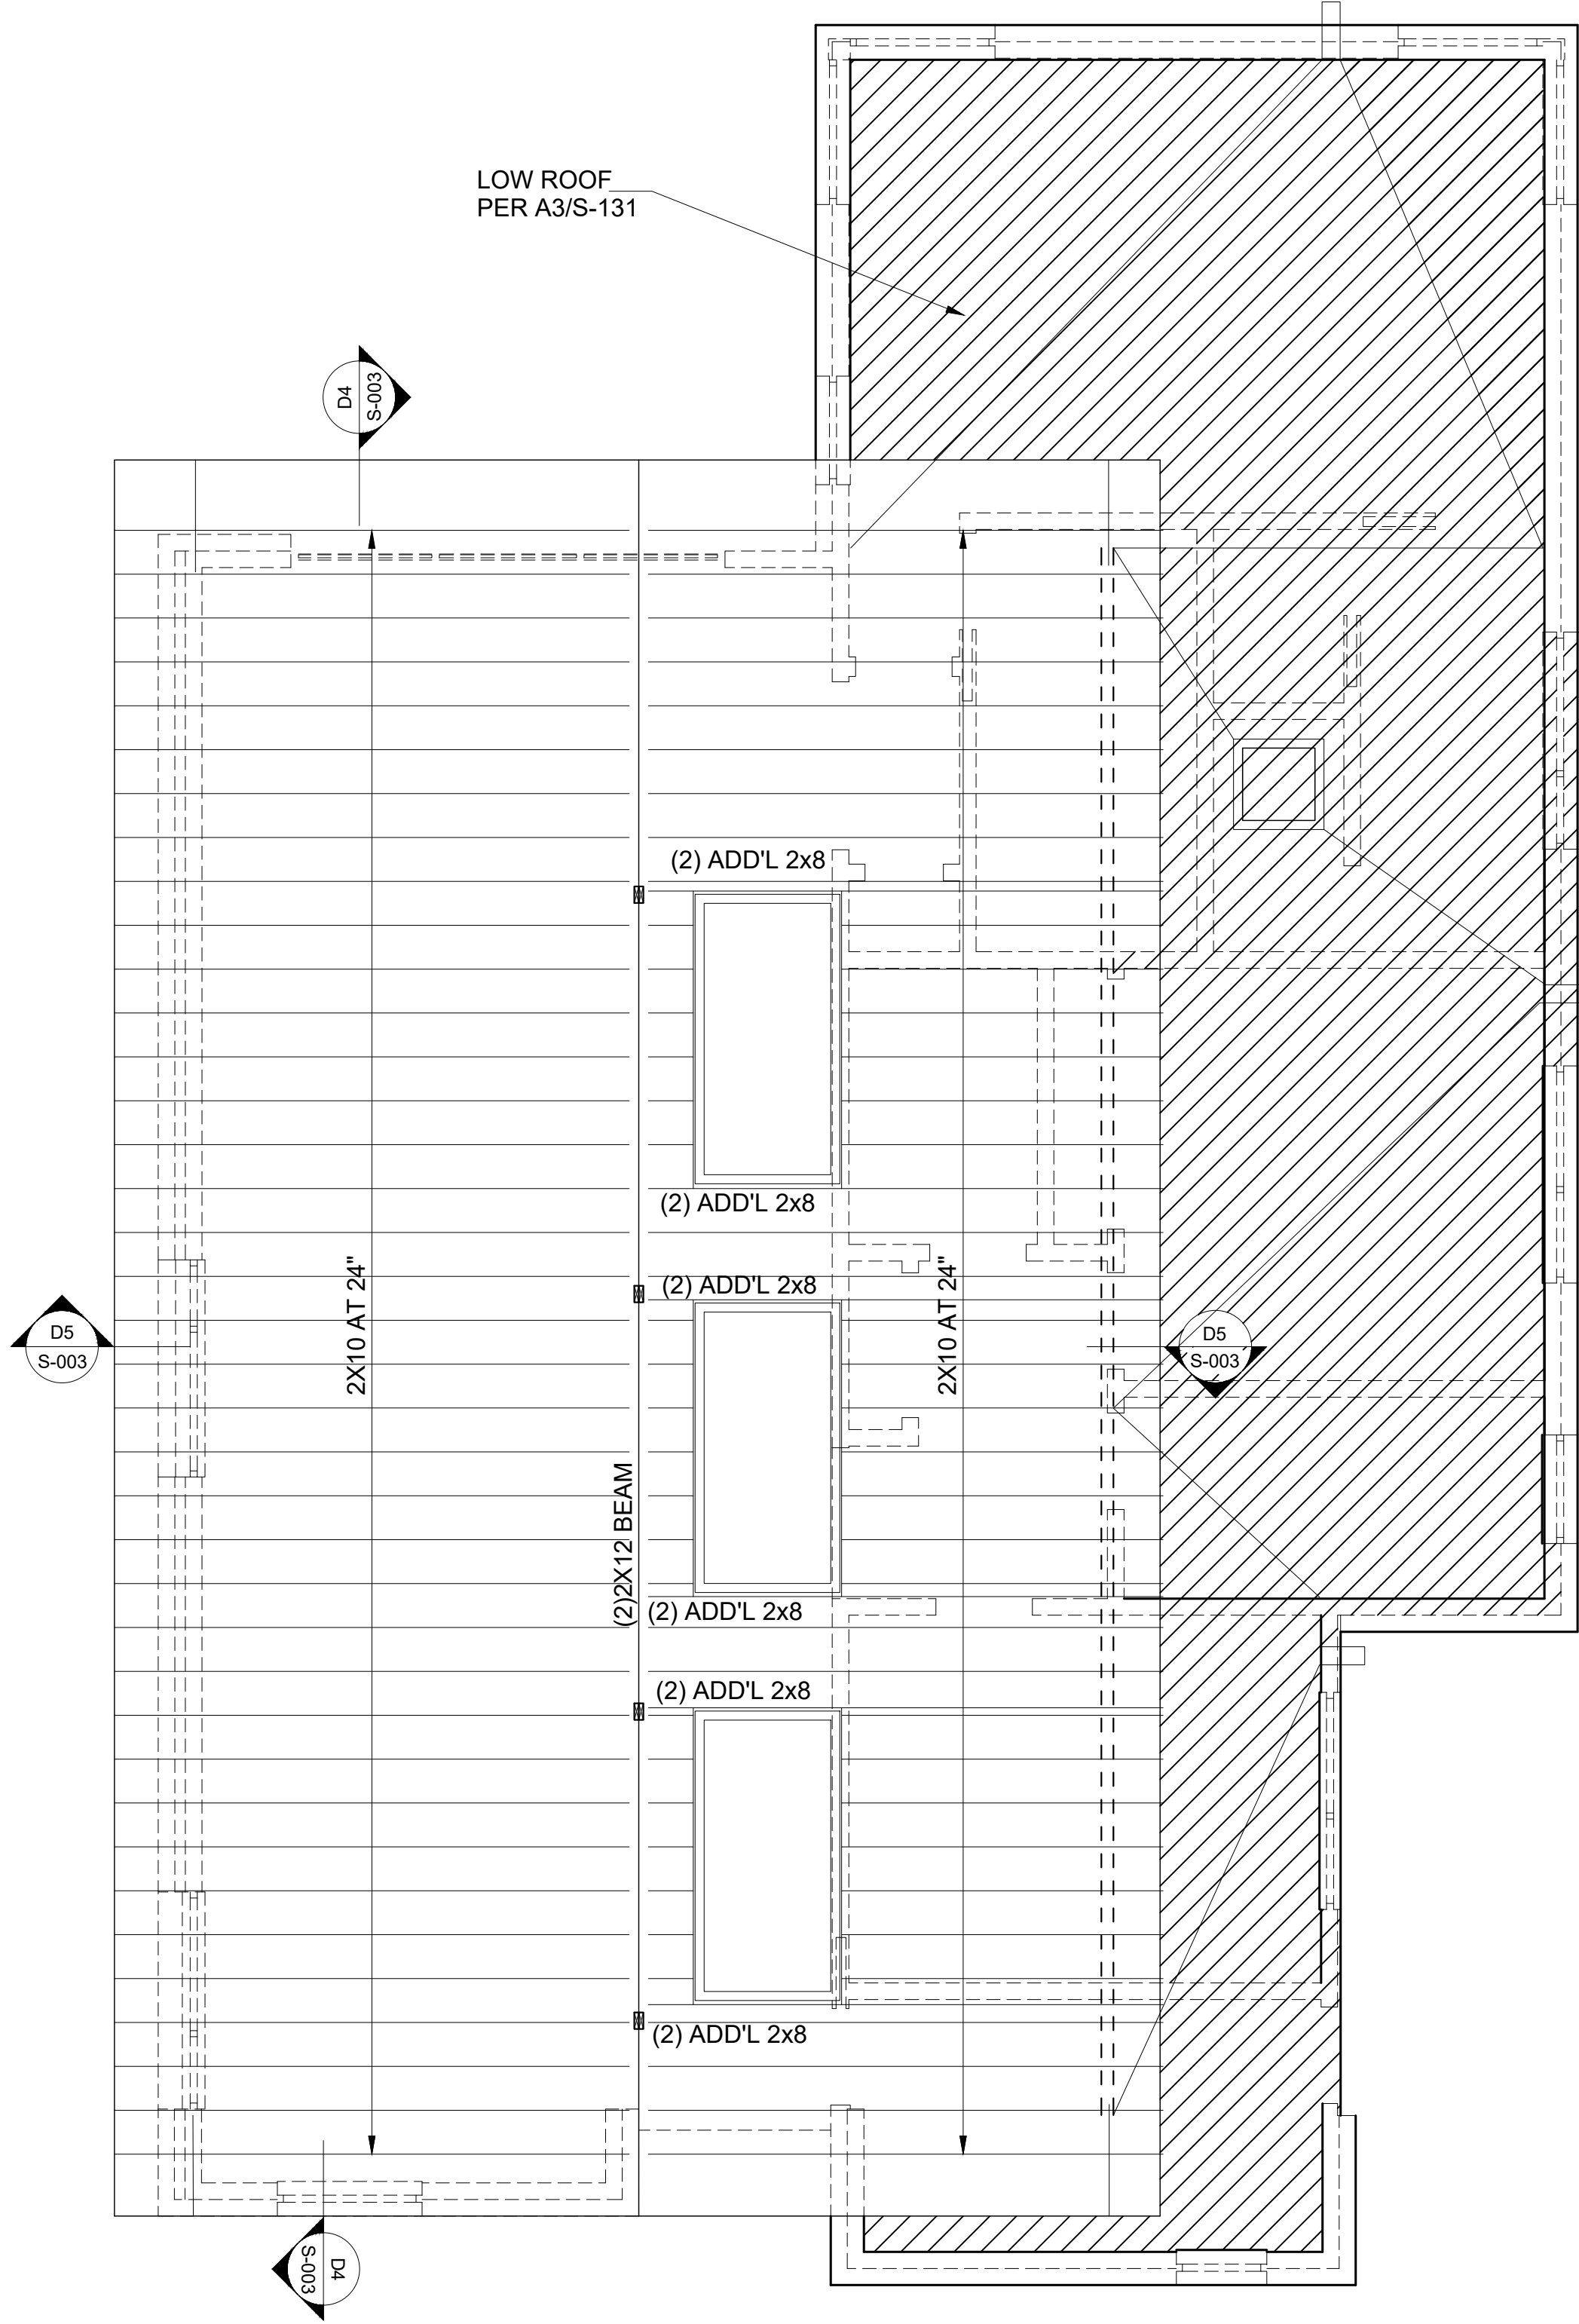 LOW ROOF
PER A3/S-131
D4
S-003
(2) ADD'L 2x8
(2) ADD'L 2x8
(2) ADD'L 2x8
2X10 AT 24"
2X10 AT 24"
D5
S-003
D5
S-003
(2)2X12 BEAM
(2) ADD'L 2x8
(2) ADD'L 2x8
(2) ADD'L 2x8
D4
S-003